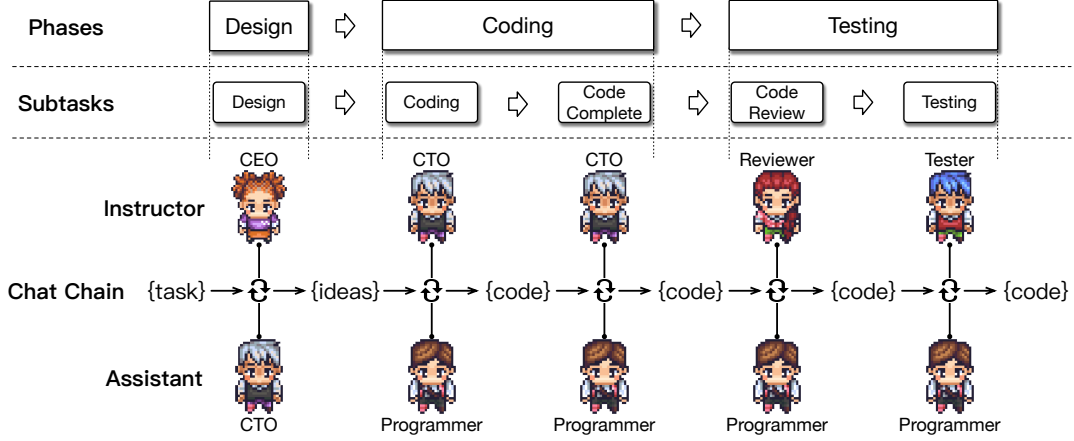 Phases Design Coding Testing
Subtasks Design Coding Code Complete Code Review Testing
CEO CTO CTO Reviewer Tester
Instructor
Chat Chain {task} {ideas} {code} {code} {code} {code}
Assistant
CTO Programmer Programmer Programmer Programmer